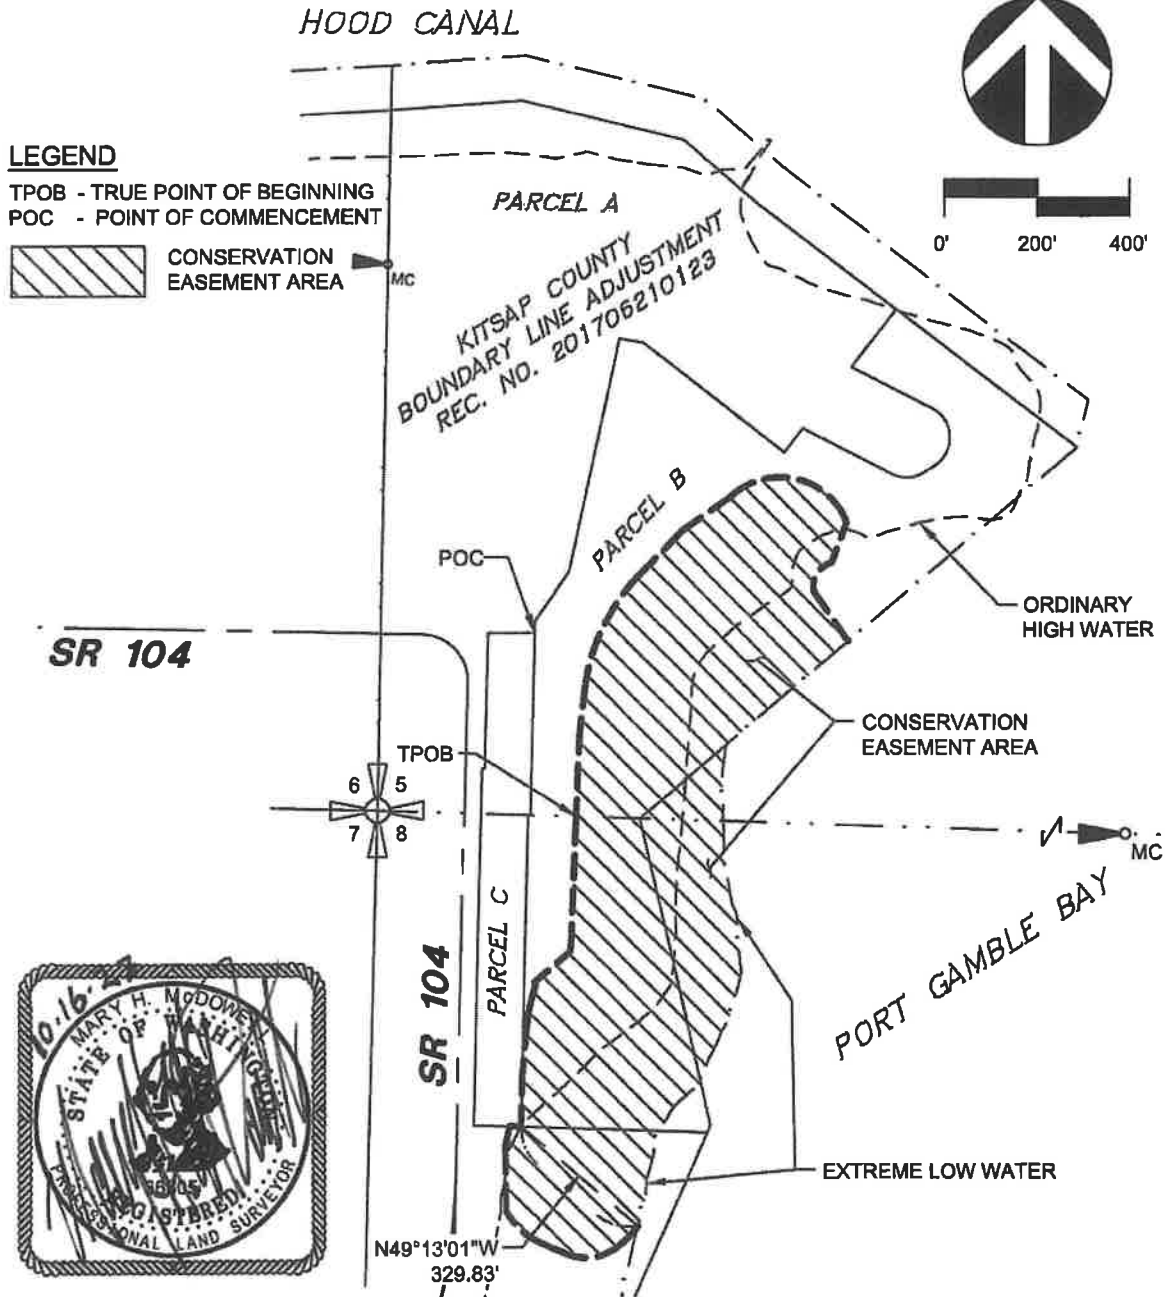 HOOD CANAL
LEGEND
TPOB - TRUE POINT OF BEGINNING
POC - POINT OF COMMENCEMENT
CONSERVATION
EASEMENT AREA
MC
PARCEL A
KITSAP COUNTY
BOUNDARY LINE ADJUSTMENT
REC. NO. 201706210123
0' 200' 400'
PARCEL B
POC
ORDINARY
HIGH WATER
SR 104
CONSERVATION
EASEMENT AREA
TPOB
6 5
7 8
MC
PARCEL C
SR 104
PORT GAMBLE BAY
10.16.24
MARY H. McDOWELL
STATE OF WASHINGTON
REGISTERED
PROFESSIONAL LAND SURVEYOR
EXTREME LOW WATER
N49°13'01"W
329.83'